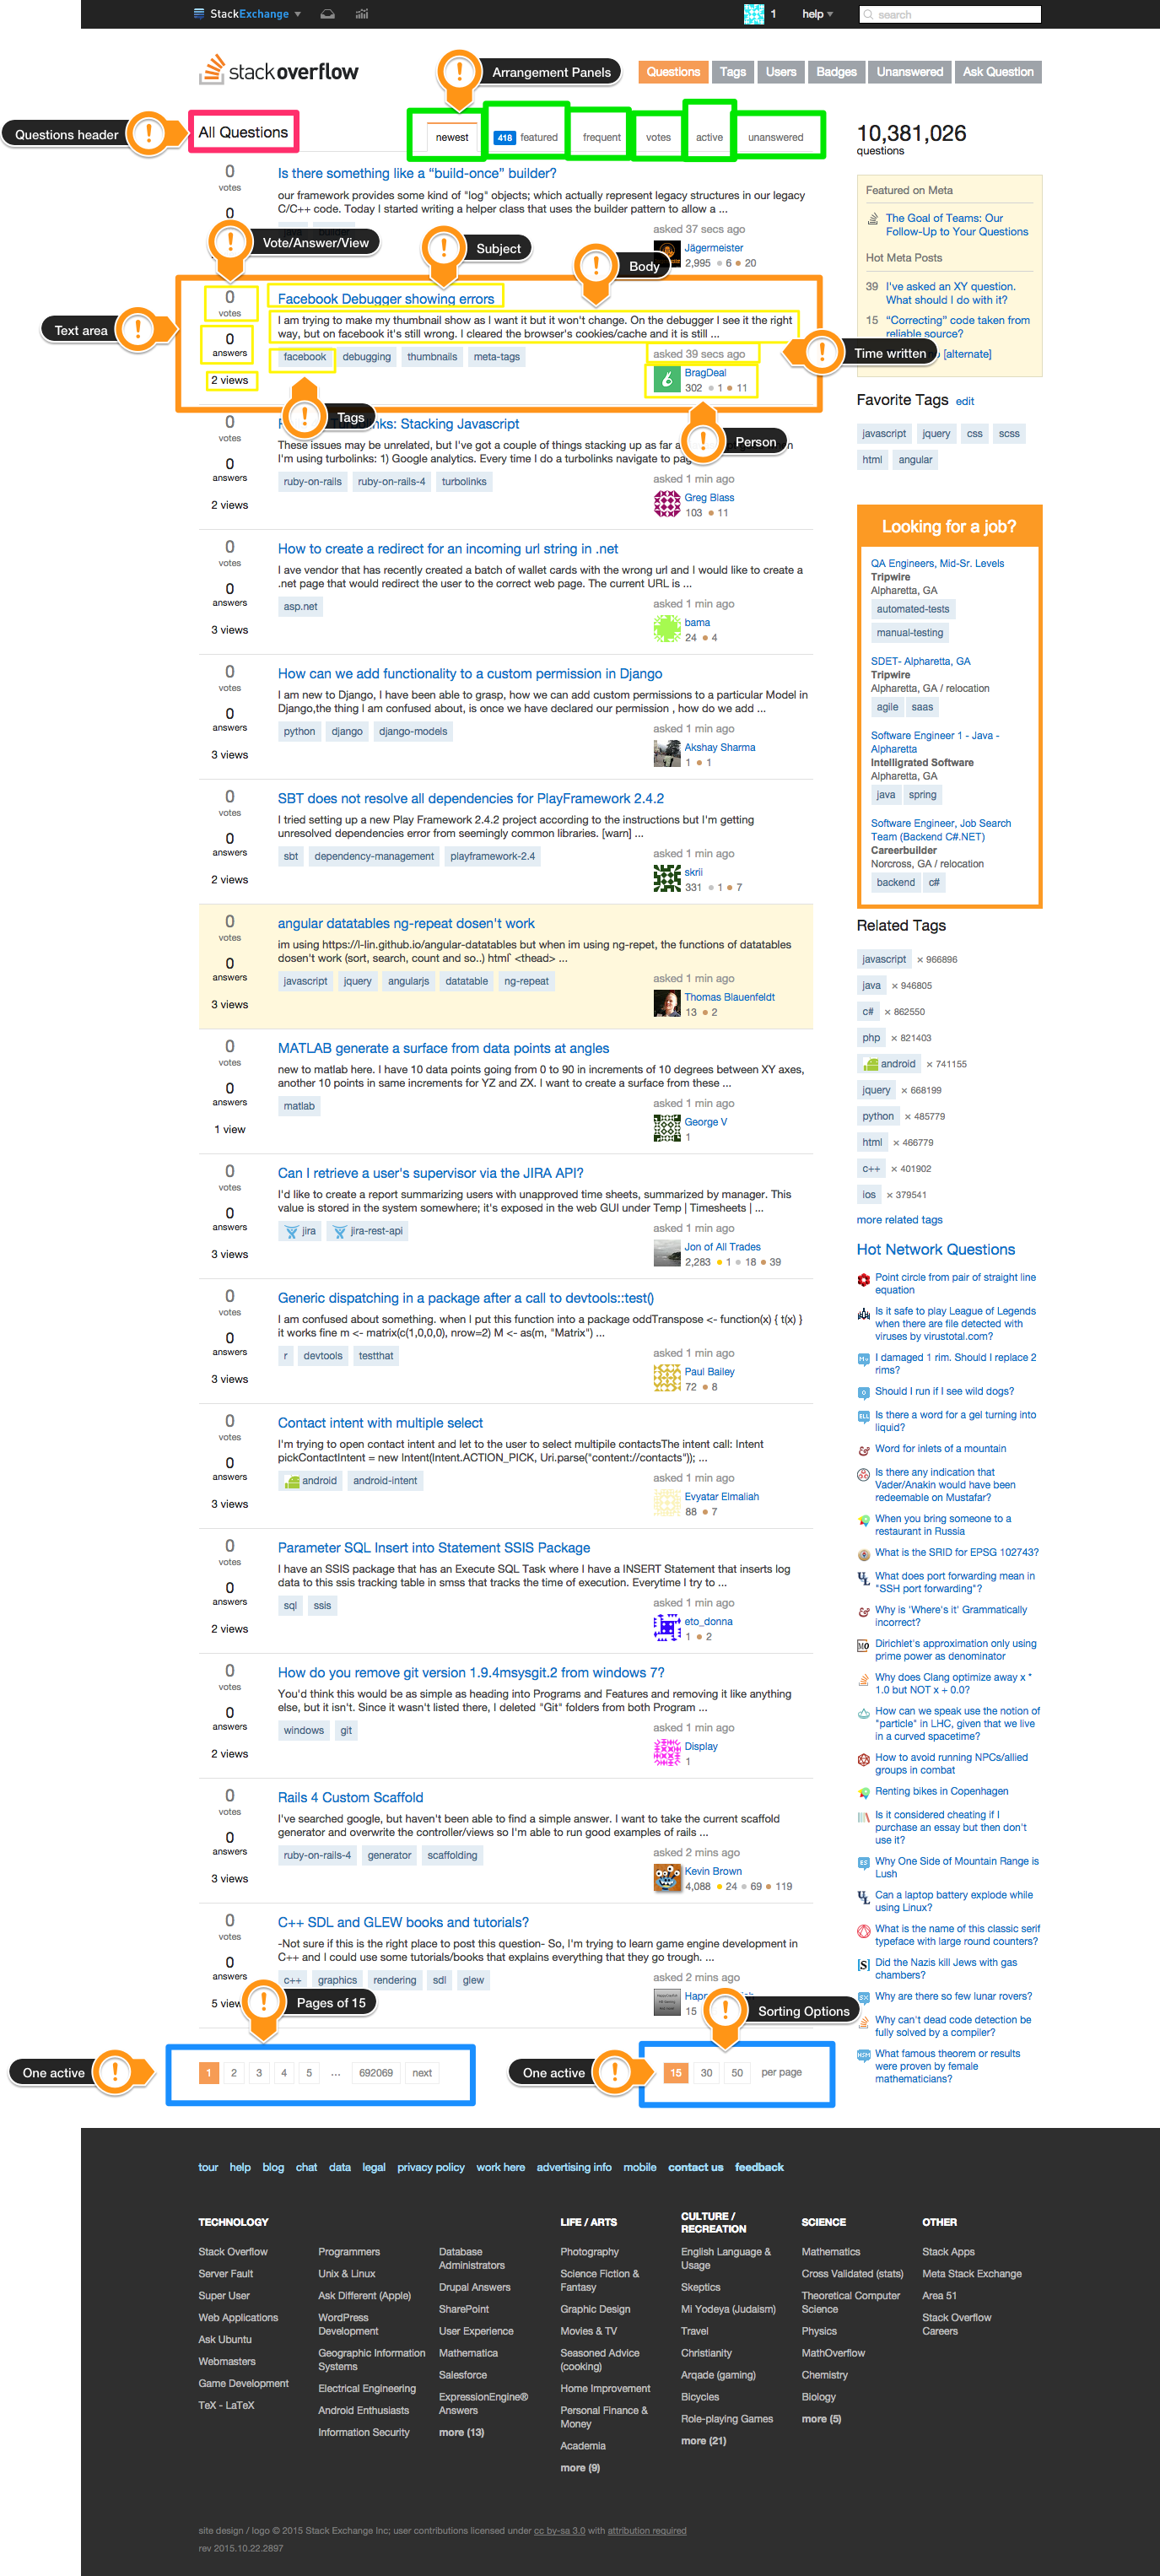 StackExchange
1
help
search
stackoverflow
Arrangement Panels
Questions
Tags
Users
Badges
Unanswered
Ask Question
Questions header
All Questions
newest
418 featured
frequent
votes
active
unanswered
10,381,026
questions
0
votes
0
Is there something like a “build-once” builder?
our framework provides some kind of "log" objects; which actually represent legacy structures in our legacy
C/C++ code. Today I started writing a helper class that uses the builder pattern to allow a ...
asked 37 secs ago
Jägermeister
2,995 6 20
Vote/Answer/View
Subject
Body
Text area
0
votes
0
answers
2 views
Facebook Debugger showing errors
I am trying to make my thumbnail show as I want it but it won't change. On the debugger I see it the right
way, but on facebook it's still wrong. I cleared the browser's cookies/cache and it is still ...
facebook debugging thumbnails meta-tags
asked 39 secs ago
BragDeal
302 1 11
Time written
Tags
Person
0
votes
0
answers
2 views
nks: Stacking Javascript
These issues may be unrelated, but I've got a couple of things stacking up as far a
I'm using turbolinks: 1) Google analytics. Every time I do a turbolinks navigate to pag
ruby-on-rails ruby-on-rails-4 turbolinks
asked 1 min ago
Greg Blass
103 11
0
votes
0
answers
3 views
How to create a redirect for an incoming url string in .net
I ave vendor that has recently created a batch of wallet cards with the wrong url and I would like to create a
.net page that would redirect the user to the correct web page. The current URL is ...
asp.net
asked 1 min ago
bama
24 4
0
votes
0
answers
3 views
How can we add functionality to a custom permission in Django
I am new to Django, I have been able to grasp, how we can add custom permissions to a particular Model in
Django,the thing I am confused about, is once we have declared our permission , how do we add ...
python django django-models
asked 1 min ago
Akshay Sharma
1 1
0
votes
0
answers
2 views
SBT does not resolve all dependencies for PlayFramework 2.4.2
I tried setting up a new Play Framework 2.4.2 project according to the instructions but I'm getting
unresolved dependencies error from seemingly common libraries. [warn] ...
sbt dependency-management playframework-2.4
asked 1 min ago
skrii
331 1 7
0
votes
0
answers
3 views
angular datatables ng-repeat dosen't work
im using https://l-lin.github.io/angular-datatables but when im using ng-repet, the functions of datatables
dosen't work (sort, search, count and so..) html` <thead> ...
javascript jquery angularjs datatable ng-repeat
asked 1 min ago
Thomas Blauenfeldt
13 2
0
votes
0
answers
1 view
MATLAB generate a surface from data points at angles
new to matlab here. I have 10 data points going from 0 to 90 in increments of 10 degrees between XY axes,
another 10 points in same increments for YZ and ZX. I want to create a surface from these ...
matlab
asked 1 min ago
George V
1
0
votes
0
answers
3 views
Can I retrieve a user's supervisor via the JIRA API?
I'd like to create a report summarizing users with unapproved time sheets, summarized by manager. This
value is stored in the system somewhere; it's exposed in the web GUI under Temp | Timesheets | ...
jira jira-rest-api
asked 1 min ago
Jon of All Trades
2,283 1 18 39
0
votes
0
answers
3 views
Generic dispatching in a package after a call to devtools::test()
I am confused about something. when I put this function into a package oddTranspose <- function(x) { t(x) }
it works fine m <- matrix(c(1,0,0,0), nrow=2) M <- as(m, "Matrix") ...
r devtools testthat
asked 1 min ago
Paul Bailey
72 8
0
votes
0
answers
3 views
Contact intent with multiple select
I'm trying to open contact intent and let to the user to select multipile contactsThe intent call: Intent
pickContactIntent = new Intent(Intent.ACTION_PICK, Uri.parse("content://contacts")); ...
android android-intent
asked 1 min ago
Evyatar Elmaliah
88 7
0
votes
0
answers
2 views
Parameter SQL Insert into Statement SSIS Package
I have an SSIS package that has an Execute SQL Task where I have a INSERT Statement that inserts log
data to this ssis tracking table in smss that tracks the time of execution. Everytime I try to ...
sql ssis
asked 1 min ago
eto_donna
1 2
0
votes
0
answers
2 views
How do you remove git version 1.9.4msysgit.2 from windows 7?
You'd think this would be as simple as heading into Programs and Features and removing it like anything
else, but it isn't. Since it wasn't listed there, I deleted "Git" folders from both Program ...
windows git
asked 1 min ago
Display
1
0
votes
0
answers
3 views
Rails 4 Custom Scaffold
I've searched google, but haven't been able to find a simple answer. I want to take the current scaffold
generator and overwrite the controller/views so I'm able to run good examples of rails ...
ruby-on-rails-4 generator scaffolding
asked 2 mins ago
Kevin Brown
4,088 24 69 119
0
votes
0
answers
5
C++ SDL and GLEW books and tutorials?
-Not sure if this is the right place to post this question- So, I'm trying to learn game engine development in
C++ and I could use some tutorials/books that explains everything that they go trough. ...
c++ graphics rendering sdl glew
asked 2 mins ago
15
Pages of 15
Sorting Options
One active
1 2 3 4 5 ... 692069 next
One active
15 30 50 per page
Featured on Meta
The Goal of Teams: Our
Follow-Up to Your Questions
Hot Meta Posts
39 I've asked an XY question.
What should I do with it?
15 “Correcting” code taken from
reliable source?
[alternate]
Favorite Tags edit
javascript jquery css scss
html angular
Looking for a job?
QA Engineers, Mid-Sr. Levels
Tripwire
Alpharetta, GA
automated-tests
manual-testing
SDET- Alpharetta, GA
Tripwire
Alpharetta, GA / relocation
agile saas
Software Engineer 1 - Java -
Alpharetta
Intelligrated Software
Alpharetta, GA
java spring
Software Engineer, Job Search
Team (Backend C#.NET)
Careerbuilder
Norcross, GA / relocation
backend c#
Related Tags
javascript × 966896
java × 946805
c# × 862550
php × 821403
android × 741155
jquery × 668199
python × 485779
html × 466779
c++ × 401902
ios × 379541
more related tags
Hot Network Questions
Point circle from pair of straight line
equation
Is it safe to play League of Legends
when there are file detected with
viruses by virustotal.com?
I damaged 1 rim. Should I replace 2
rims?
Should I run if I see wild dogs?
Is there a word for a gel turning into
liquid?
Word for inlets of a mountain
Is there any indication that
Vader/Anakin would have been
redeemable on Mustafar?
When you bring someone to a
restaurant in Russia
What is the SRID for EPSG 102743?
What does port forwarding mean in
"SSH port forwarding"?
Why is 'Where's it' Grammatically
incorrect?
Dirichlet's approximation only using
prime power as denominator
Why does Clang optimize away x *
1.0 but NOT x + 0.0?
How can we speak use the notion of
"particle" in LHC, given that we live
in a curved spacetime?
How to avoid running NPCs/allied
groups in combat
Renting bikes in Copenhagen
Is it considered cheating if I
purchase an essay but then don't
use it?
Why One Side of Mountain Range is
Lush
Can a laptop battery explode while
using Linux?
What is the name of this classic serif
typeface with large round counters?
Did the Nazis kill Jews with gas
chambers?
Why are there so few lunar rovers?
Why can't dead code detection be
fully solved by a compiler?
What famous theorem or results
were proven by female
mathematicians?
tour help blog chat data legal privacy policy work here advertising info mobile contact us feedback
TECHNOLOGY
Stack Overflow
Server Fault
Super User
Web Applications
Ask Ubuntu
Webmasters
Game Development
TeX - LaTeX
Programmers
Unix & Linux
Ask Different (Apple)
WordPress
Development
Geographic Information
Systems
Electrical Engineering
Android Enthusiasts
Information Security
Database
Administrators
Drupal Answers
SharePoint
User Experience
Mathematica
Salesforce
ExpressionEngine®
Answers
more (13)
LIFE / ARTS
Photography
Science Fiction &
Fantasy
Graphic Design
Movies & TV
Seasoned Advice
(cooking)
Home Improvement
Personal Finance &
Money
Academia
more (9)
CULTURE /
RECREATION
English Language &
Usage
Skeptics
Mi Yodeya (Judaism)
Travel
Christianity
Arqade (gaming)
Bicycles
Role-playing Games
more (21)
SCIENCE
Mathematics
Cross Validated (stats)
Theoretical Computer
Science
Physics
MathOverflow
Chemistry
Biology
more (5)
OTHER
Stack Apps
Meta Stack Exchange
Area 51
Stack Overflow
Careers
site design / logo © 2015 Stack Exchange Inc; user contributions licensed under cc by-sa 3.0 with attribution required
rev 2015.10.22.2897